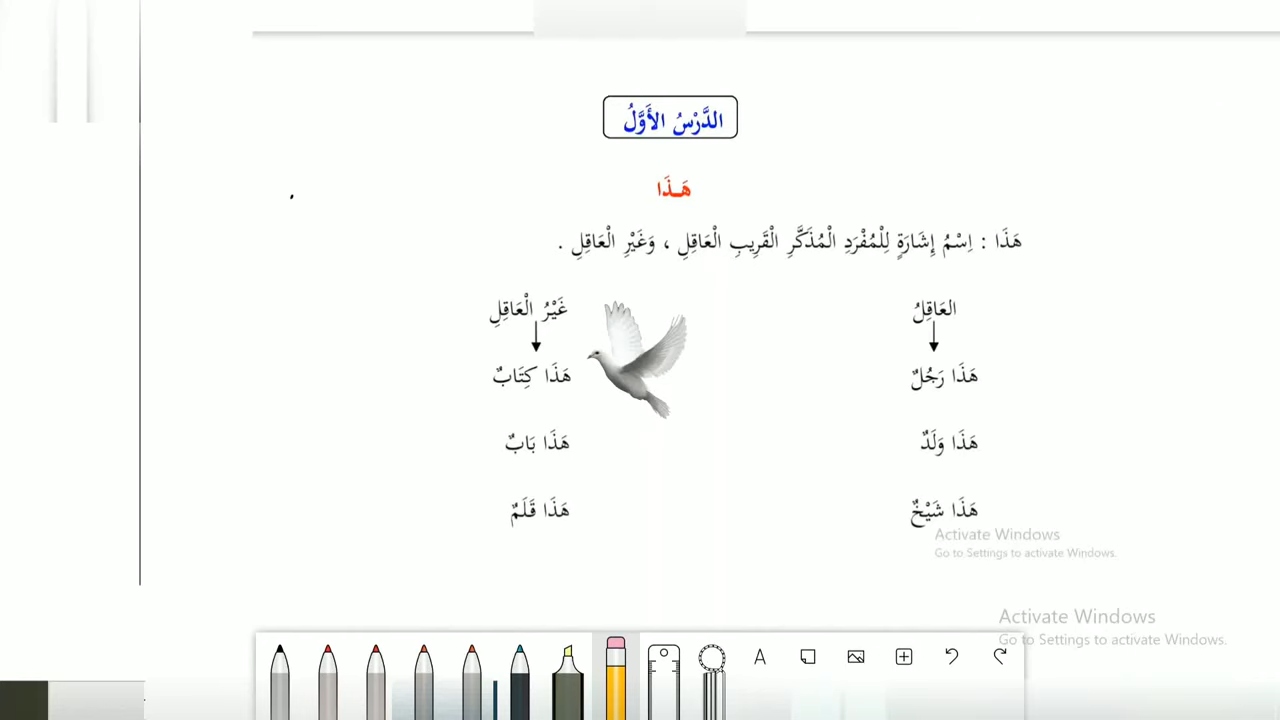 الدَّرْسُ الأَوَّلُ
هَـذَا
هَذَا : اِسْمُ إِشَارَةٍ لِلْمُفْرَدِ الْمُذَكَّرِ الْقَرِيبِ الْعَاقِلِ ، وَغَيْرِ الْعَاقِلِ .
العَاقِلُ غَيْرُ الْعَاقِلِ
هَذَا رَجُلٌ هَذَا كِتَابٌ
هَذَا وَلَدٌ هَذَا بَابٌ
هَذَا شَيْخٌ هَذَا قَلَمٌ
Activate Windows
Go to Settings to activate Windows.
Activate Windows
Go to Settings to activate Windows.
A